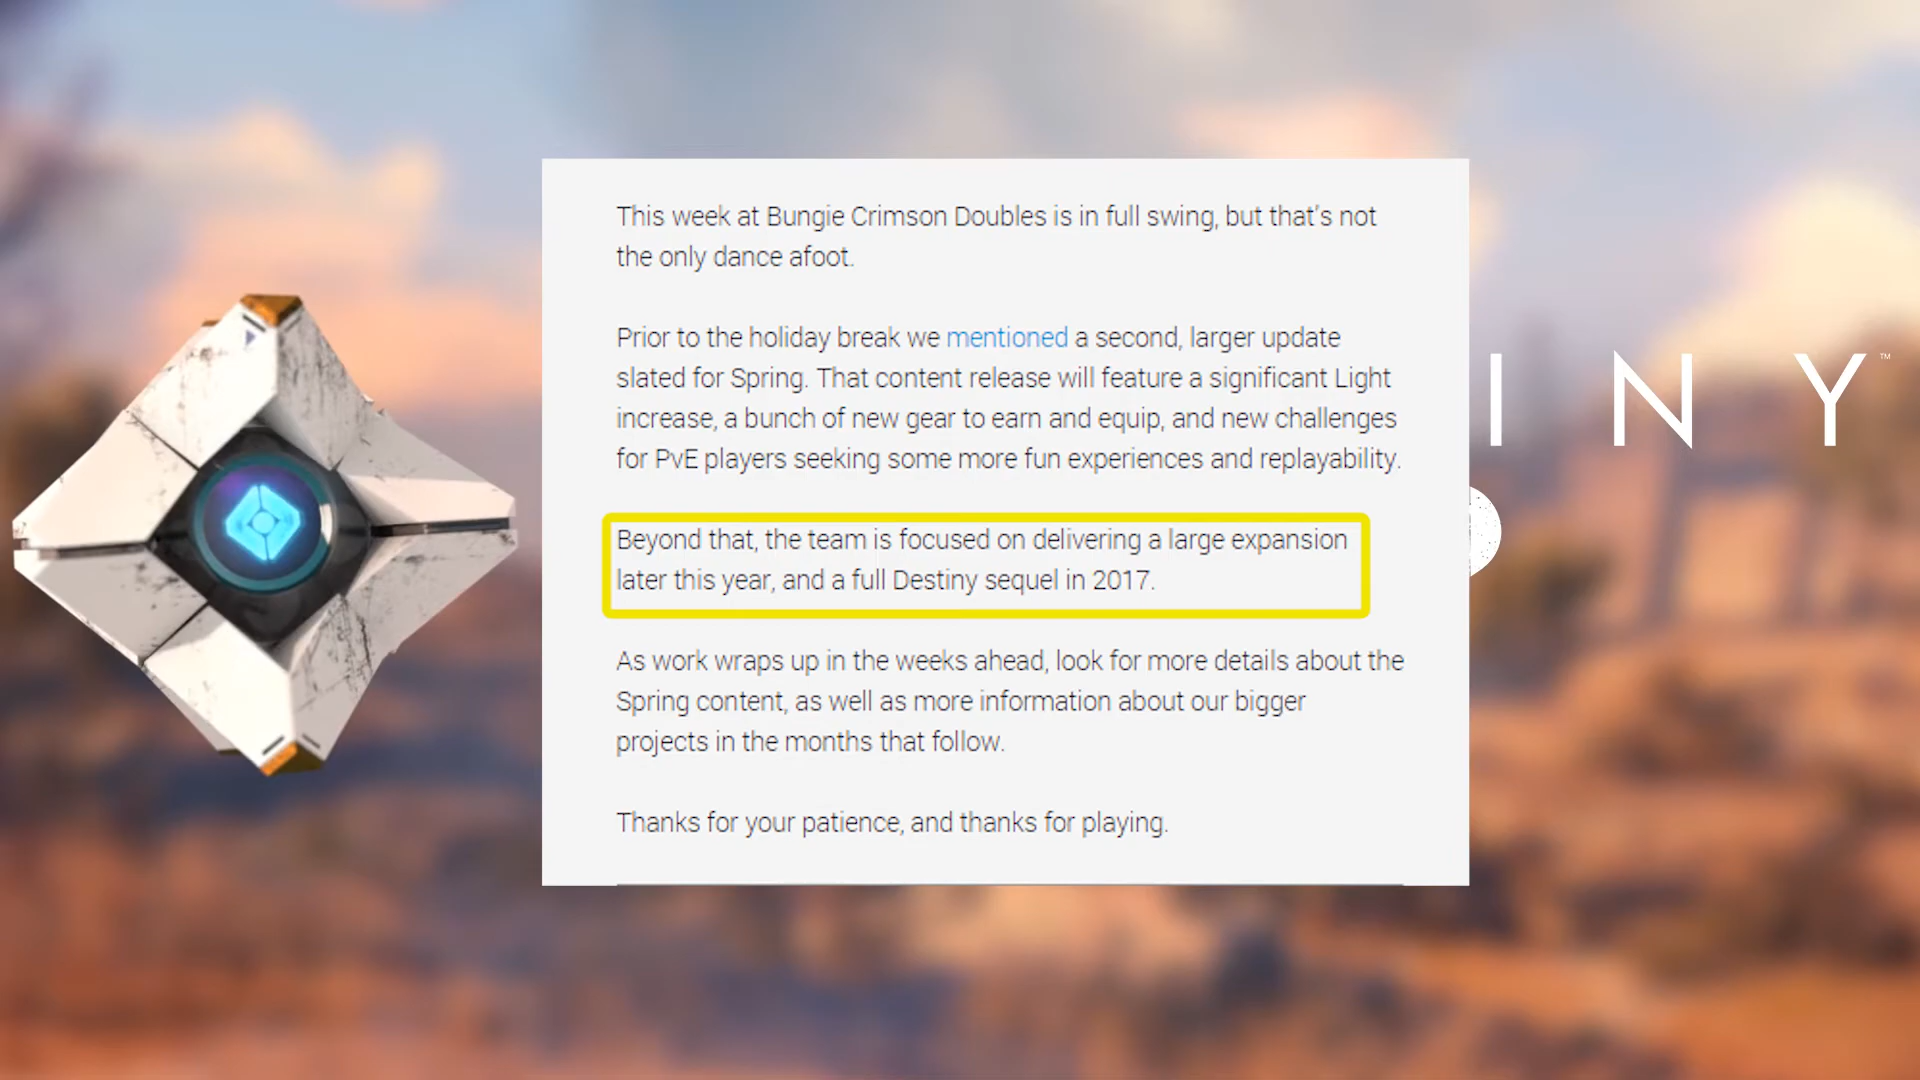 This week at Bungie Crimson Doubles is in full swing, but that's not
the only dance afoot.
Prior to the holiday break we mentioned a second, larger update
slated for Spring. That content release will feature a significant Light
increase, a bunch of new gear to earn and equip, and new challenges
for PvE players seeking some more fun experiences and replayability.
Beyond that, the team is focused on delivering a large expansion
later this year, and a full Destiny sequel in 2017.
As work wraps up in the weeks ahead, look for more details about the
Spring content, as well as more information about our bigger
projects in the months that follow.
Thanks for your patience, and thanks for playing.
INY™